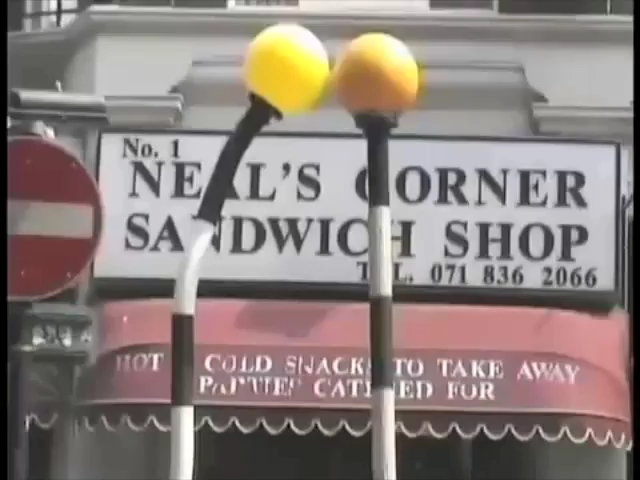 No. 1
NEAL'S CORNER
SANDWICH SHOP
TEL. 071 836 2066
HOT COLD SNACKS TO TAKE AWAY
PARTIES CATERED FOR